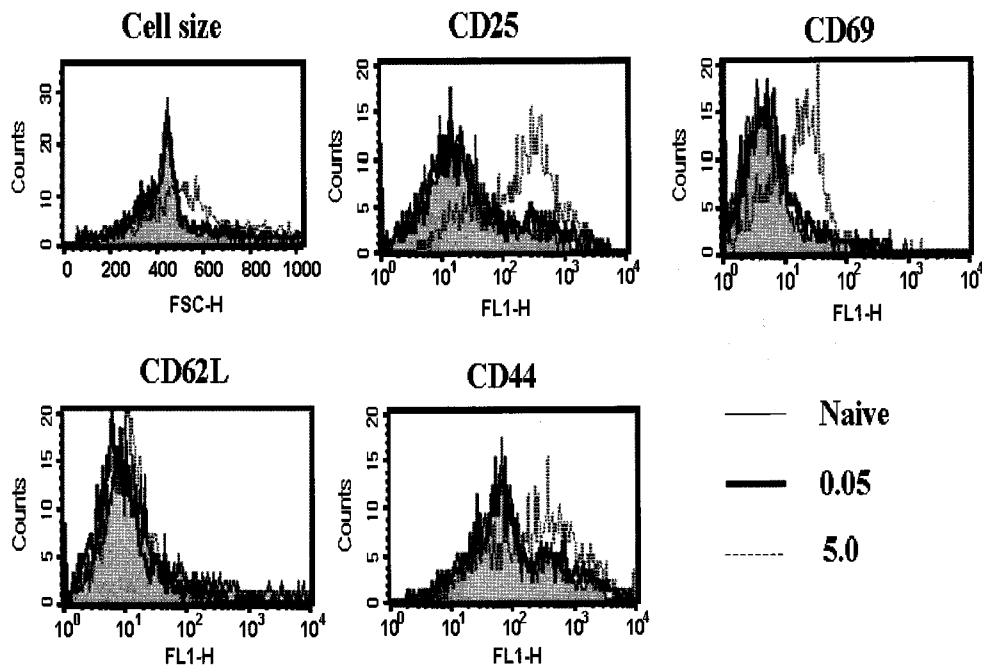 Cell size
Counts
0 10 20 30
0 200 400 600 800 1000
FSC-H
CD25
Counts
0 5 10 15 20
10^0 10^1 10^2 10^3 10^4
FL1-H
CD69
Counts
0 5 10 15 20
10^0 10^1 10^2 10^3 10^4
FL1-H
CD62L
Counts
0 5 10 15 20
10^0 10^1 10^2 10^3 10^4
FL1-H
CD44
Counts
0 5 10 15 20
10^0 10^1 10^2 10^3 10^4
FL1-H
Naive
0.05
5.0